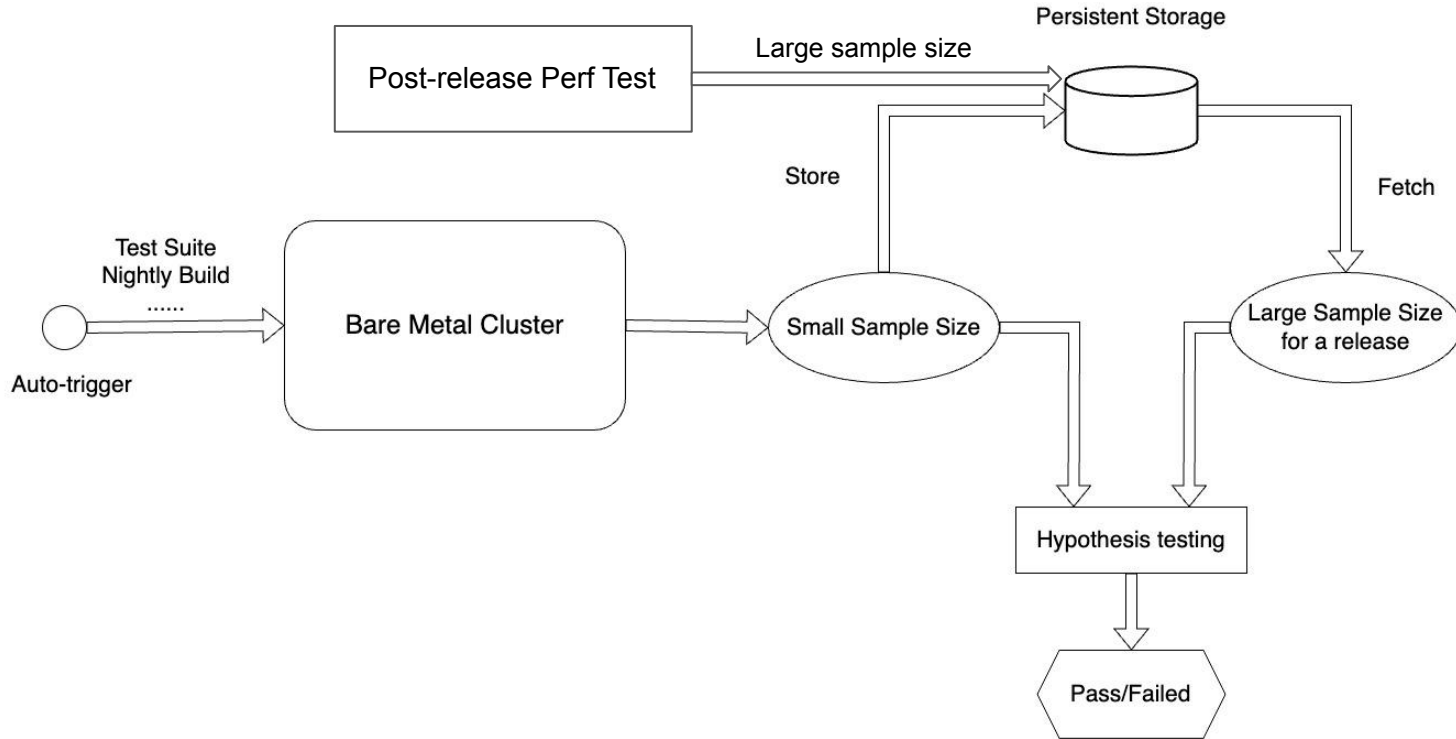 Persistent Storage
Large sample size
Post-release Perf Test
Store
Fetch
Test Suite
Nightly Build
......
Auto-trigger
Bare Metal Cluster
Small Sample Size
Large Sample Size
for a release
Hypothesis testing
Pass/Failed